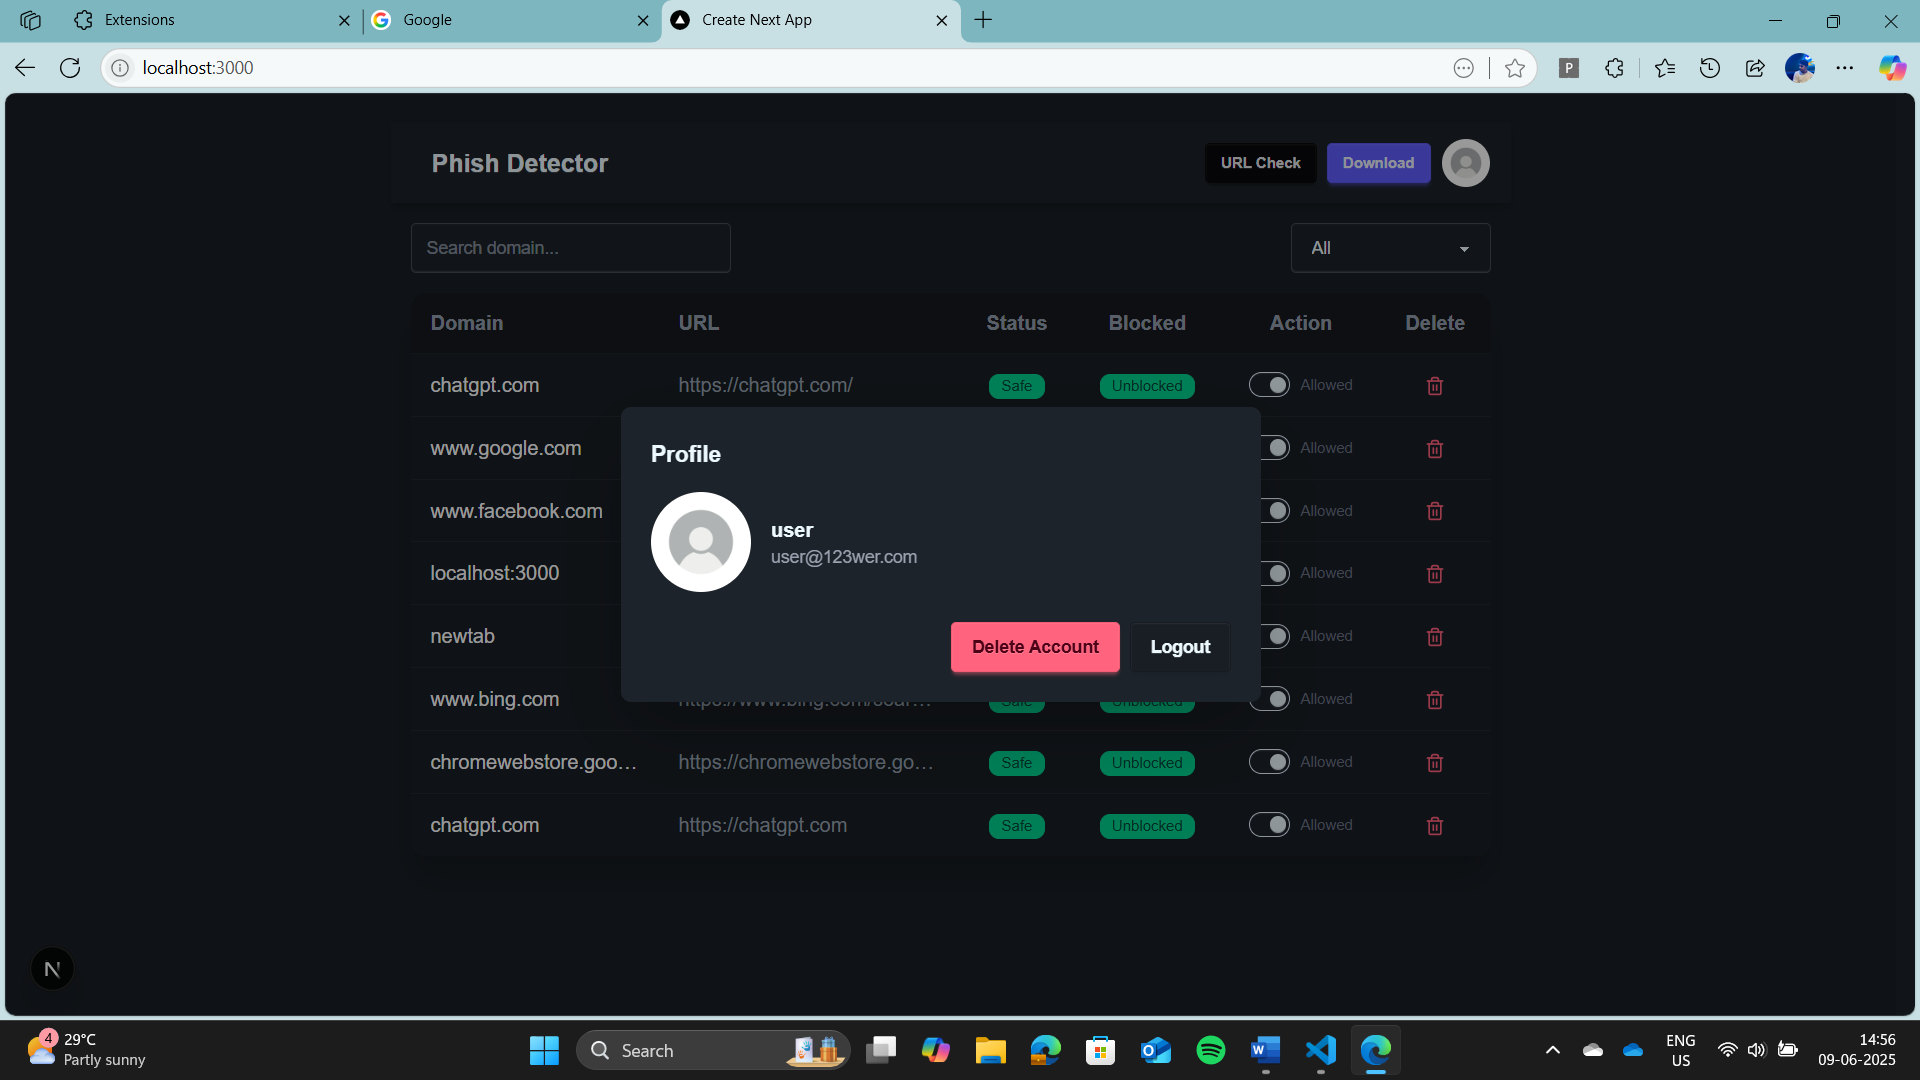 Extensions
Google
Create Next App
localhost:3000
P
Phish Detector
URL Check
Download
Search domain...
All
Domain URL Status Blocked Action Delete
chatgpt.com https://chatgpt.com/ Safe Unblocked Allowed
www.google.com Allowed
www.facebook.com Allowed
localhost:3000 Allowed
newtab Allowed
www.bing.com https://www.bing.com/sear... Safe Unblocked Allowed
chromewebstore.goo... https://chromewebstore.go... Safe Unblocked Allowed
chatgpt.com https://chatgpt.com Safe Unblocked Allowed
Profile
user
user@123wer.com
Delete Account
Logout
N
4
29°C
Partly sunny
Search
ENG
US
14:56
09-06-2025